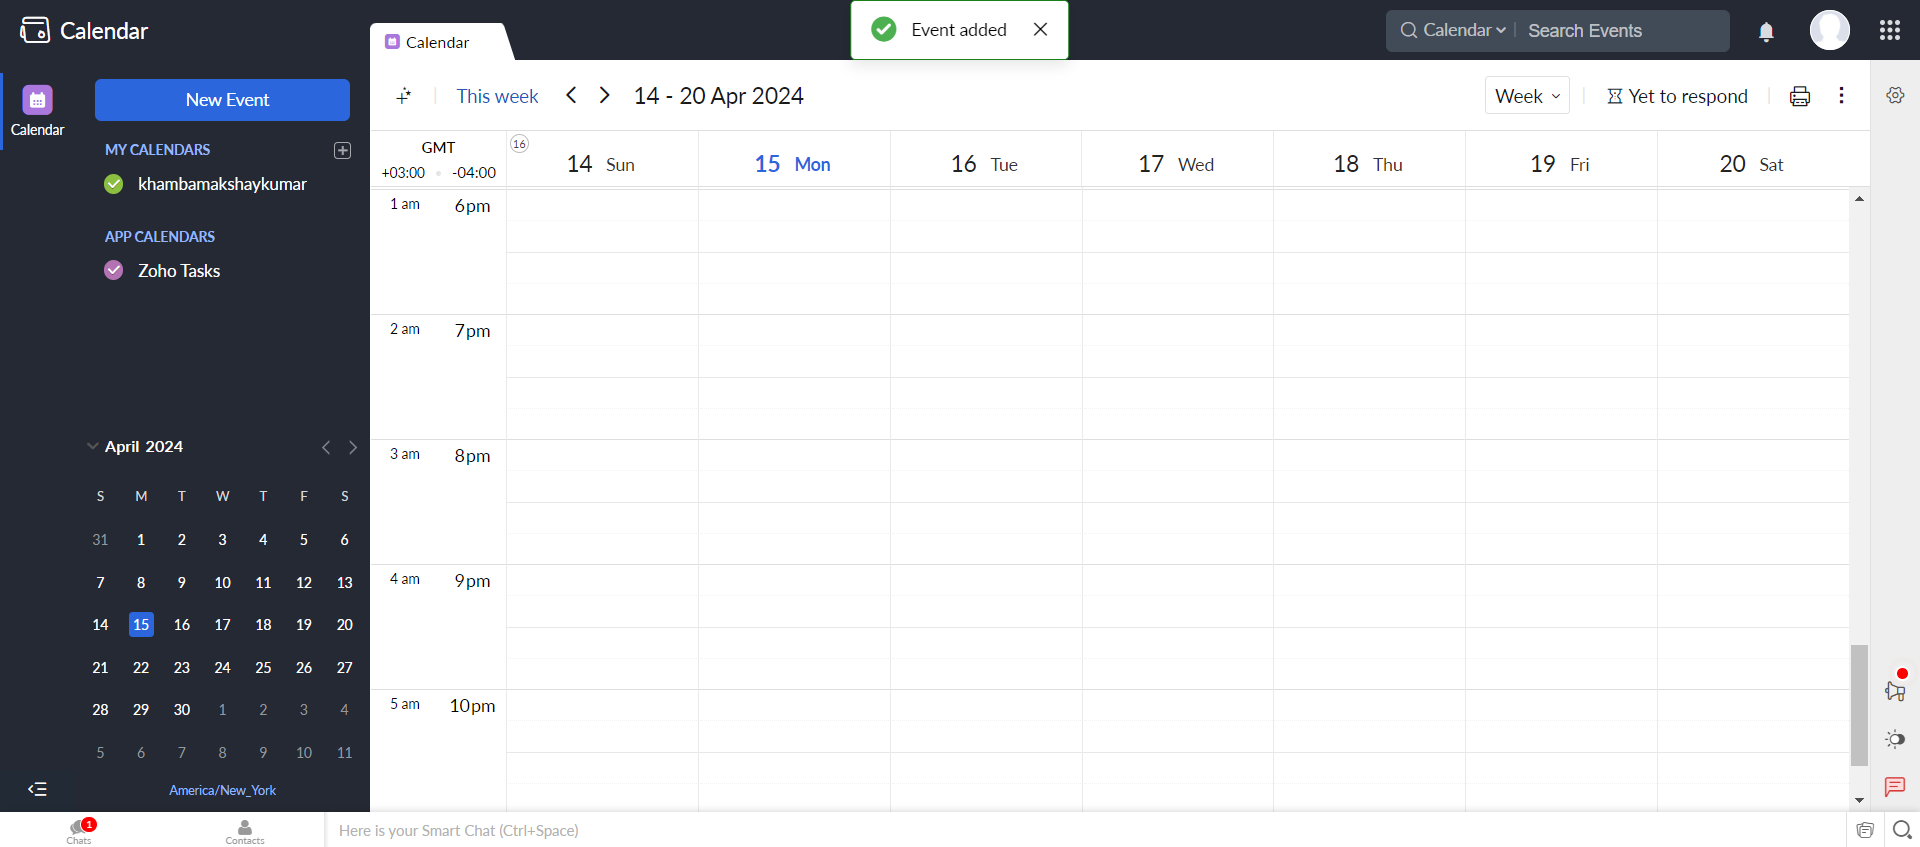 Calendar
Calendar
Event added
Calendar
Search Events
Calendar
New Event
MY CALENDARS
khambamakshaykumar
APP CALENDARS
Zoho Tasks
This week
14 - 20 Apr 2024
Week
Yet to respond
GMT
+03:00 -04:00
16
14 Sun
15 Mon
16 Tue
17 Wed
18 Thu
19 Fri
20 Sat
1 am 6pm
2 am 7pm
3 am 8pm
4 am 9pm
5 am 10pm
April 2024
S M T W T F S
31 1 2 3 4 5 6
7 8 9 10 11 12 13
14 15 16 17 18 19 20
21 22 23 24 25 26 27
28 29 30 1 2 3 4
5 6 7 8 9 10 11
America/New_York
1
Chats
Contacts
Here is your Smart Chat (Ctrl+Space)